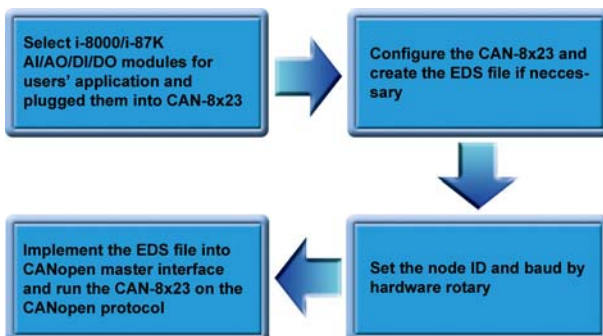 Select i-8000/i-87K
AI/AO/DI/DO modules for
users' application and
plugged them into CAN-8x23
Configure the CAN-8x23 and
create the EDS file if necces-
sary
Set the node ID and baud by
hardware rotary
Implement the EDS file into
CANopen master interface
and run the CAN-8x23 on the
CANopen protocol